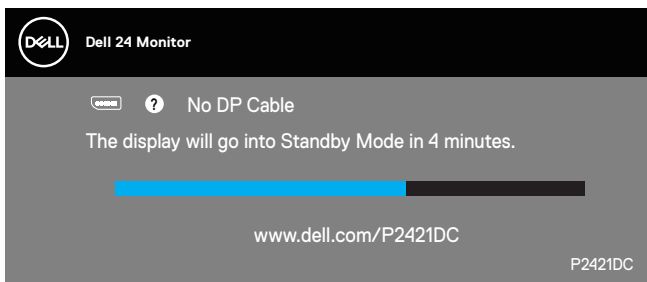 DELL
Dell 24 Monitor
? No DP Cable
The display will go into Standby Mode in 4 minutes.
www.dell.com/P2421DC
P2421DC